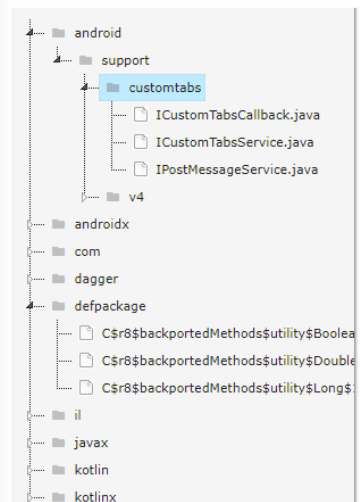 android
support
customtabs
ICustomTabsCallback.java
ICustomTabsService.java
IPostMessageService.java
v4
androidx
com
dagger
defpackage
C$r8$backportedMethods$utility$Boolea
C$r8$backportedMethods$utility$Double
C$r8$backportedMethods$utility$Long$
il
javax
kotlin
kotlinx